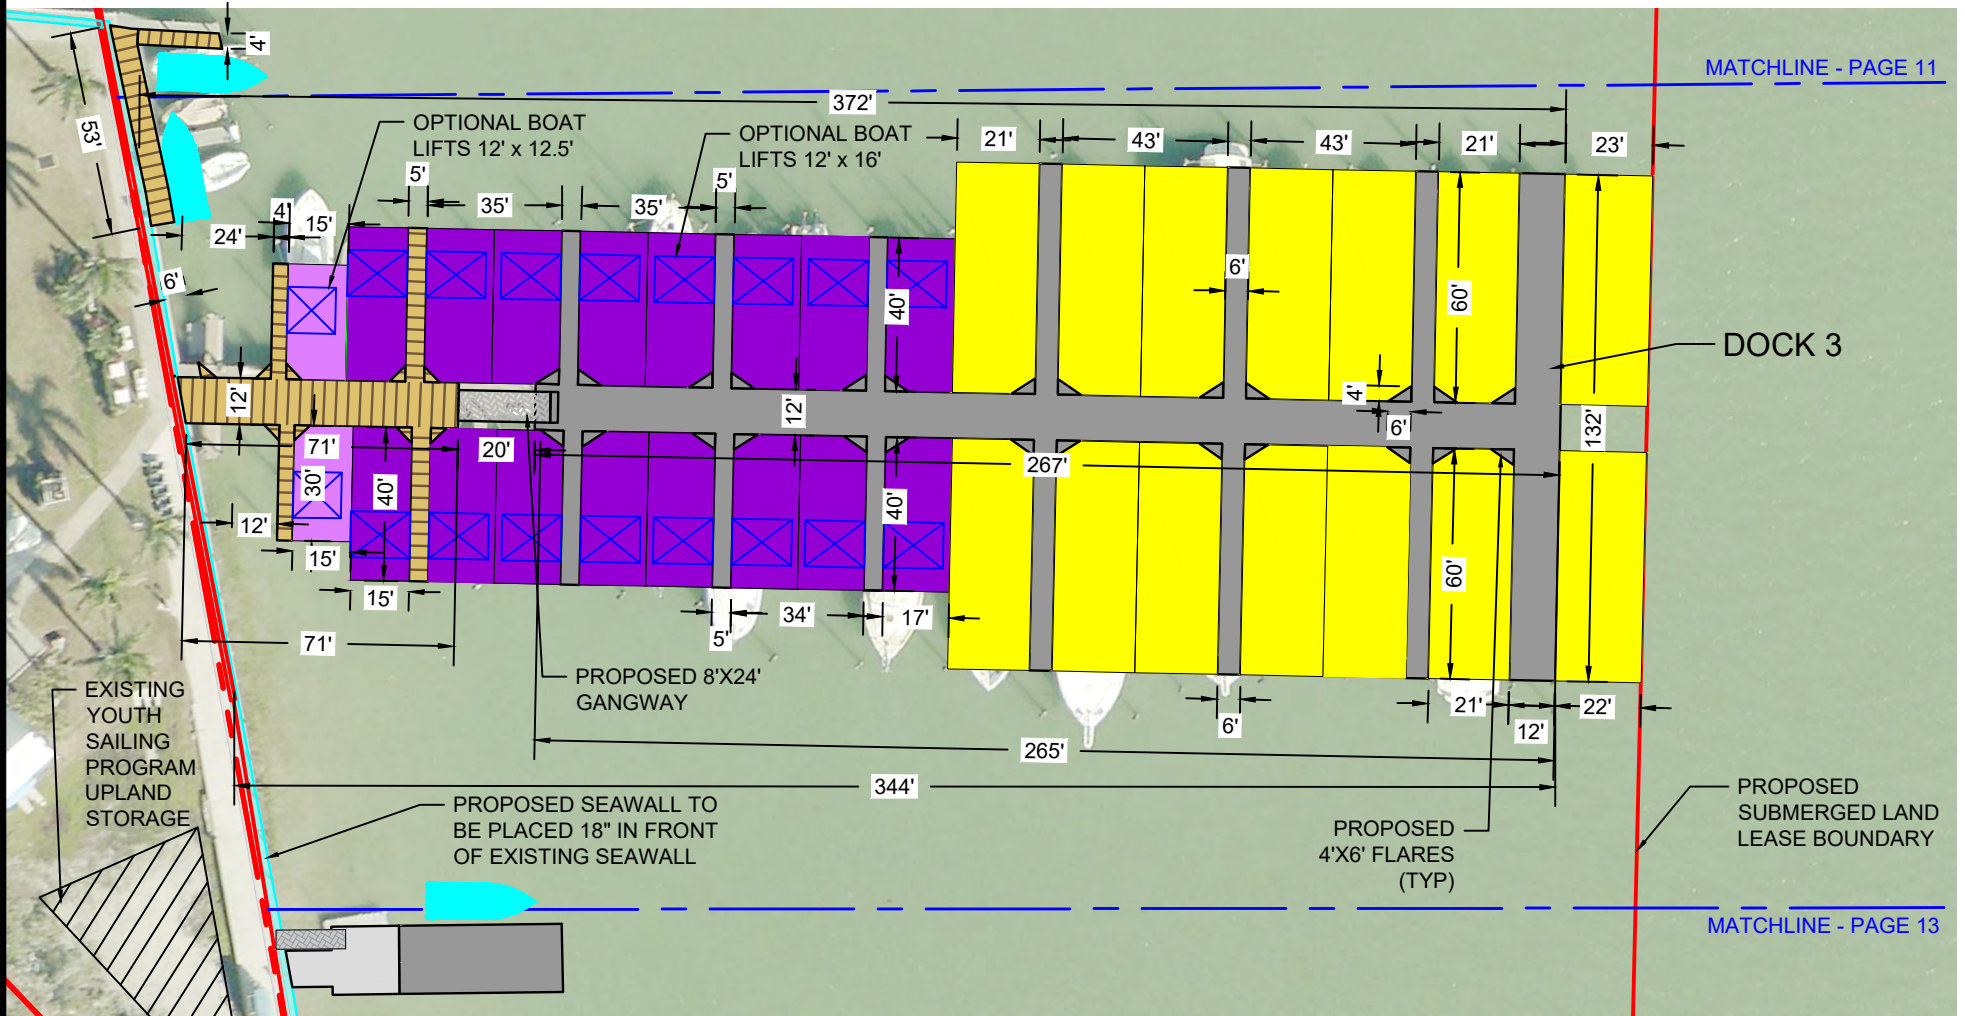 MATCHLINE - PAGE 11
4'
372'
53'
OPTIONAL BOAT
LIFTS 12' x 12.5'
OPTIONAL BOAT
LIFTS 12' x 16'
21'
43'
43'
21'
23'
5'
35'
35'
5'
4'
15'
24'
6'
6'
40'
60'
DOCK 3
12'
12'
4'
6'
132'
71'
20'
267'
30'
40'
40'
12'
15'
15'
60'
5'
34'
17'
71'
PROPOSED 8'X24'
GANGWAY
6'
21'
12'
22'
265'
344'
EXISTING
YOUTH
SAILING
PROGRAM
UPLAND
STORAGE
PROPOSED SEAWALL TO
BE PLACED 18" IN FRONT
OF EXISTING SEAWALL
PROPOSED
4'X6' FLARES
(TYP)
PROPOSED
SUBMERGED LAND
LEASE BOUNDARY
MATCHLINE - PAGE 13